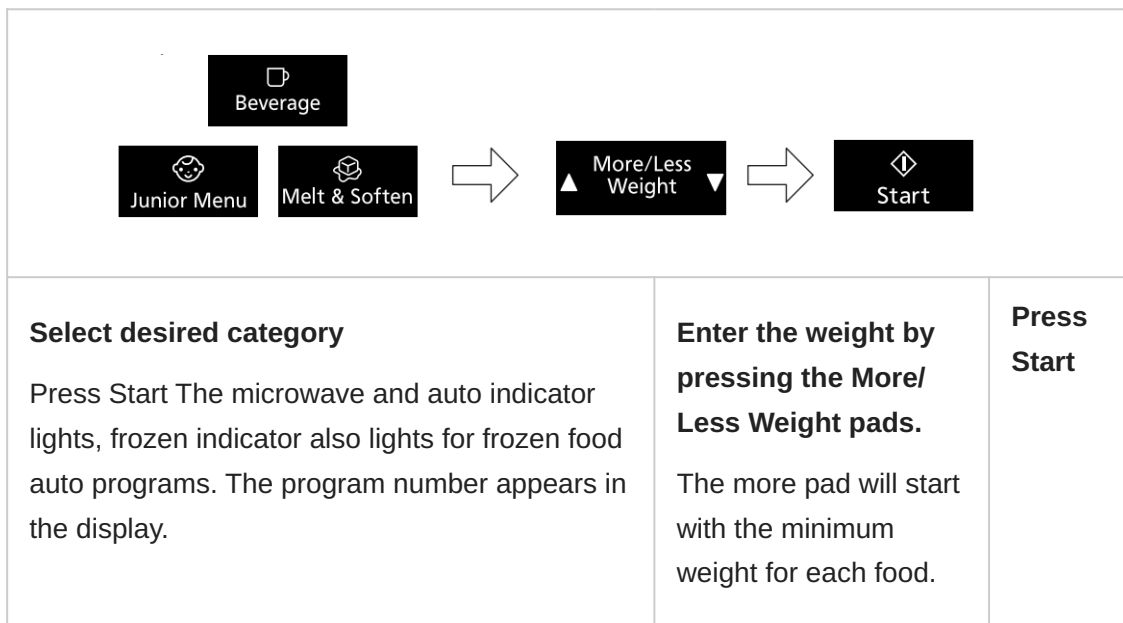 Beverage
Junior Menu
Melt & Soften
More/Less
Weight
Start
Select desired category
Press Start The microwave and auto indicator
lights, frozen indicator also lights for frozen food
auto programs. The program number appears in
the display.
Enter the weight by
pressing the More/
Less Weight pads.
The more pad will start
with the minimum
weight for each food.
Press
Start